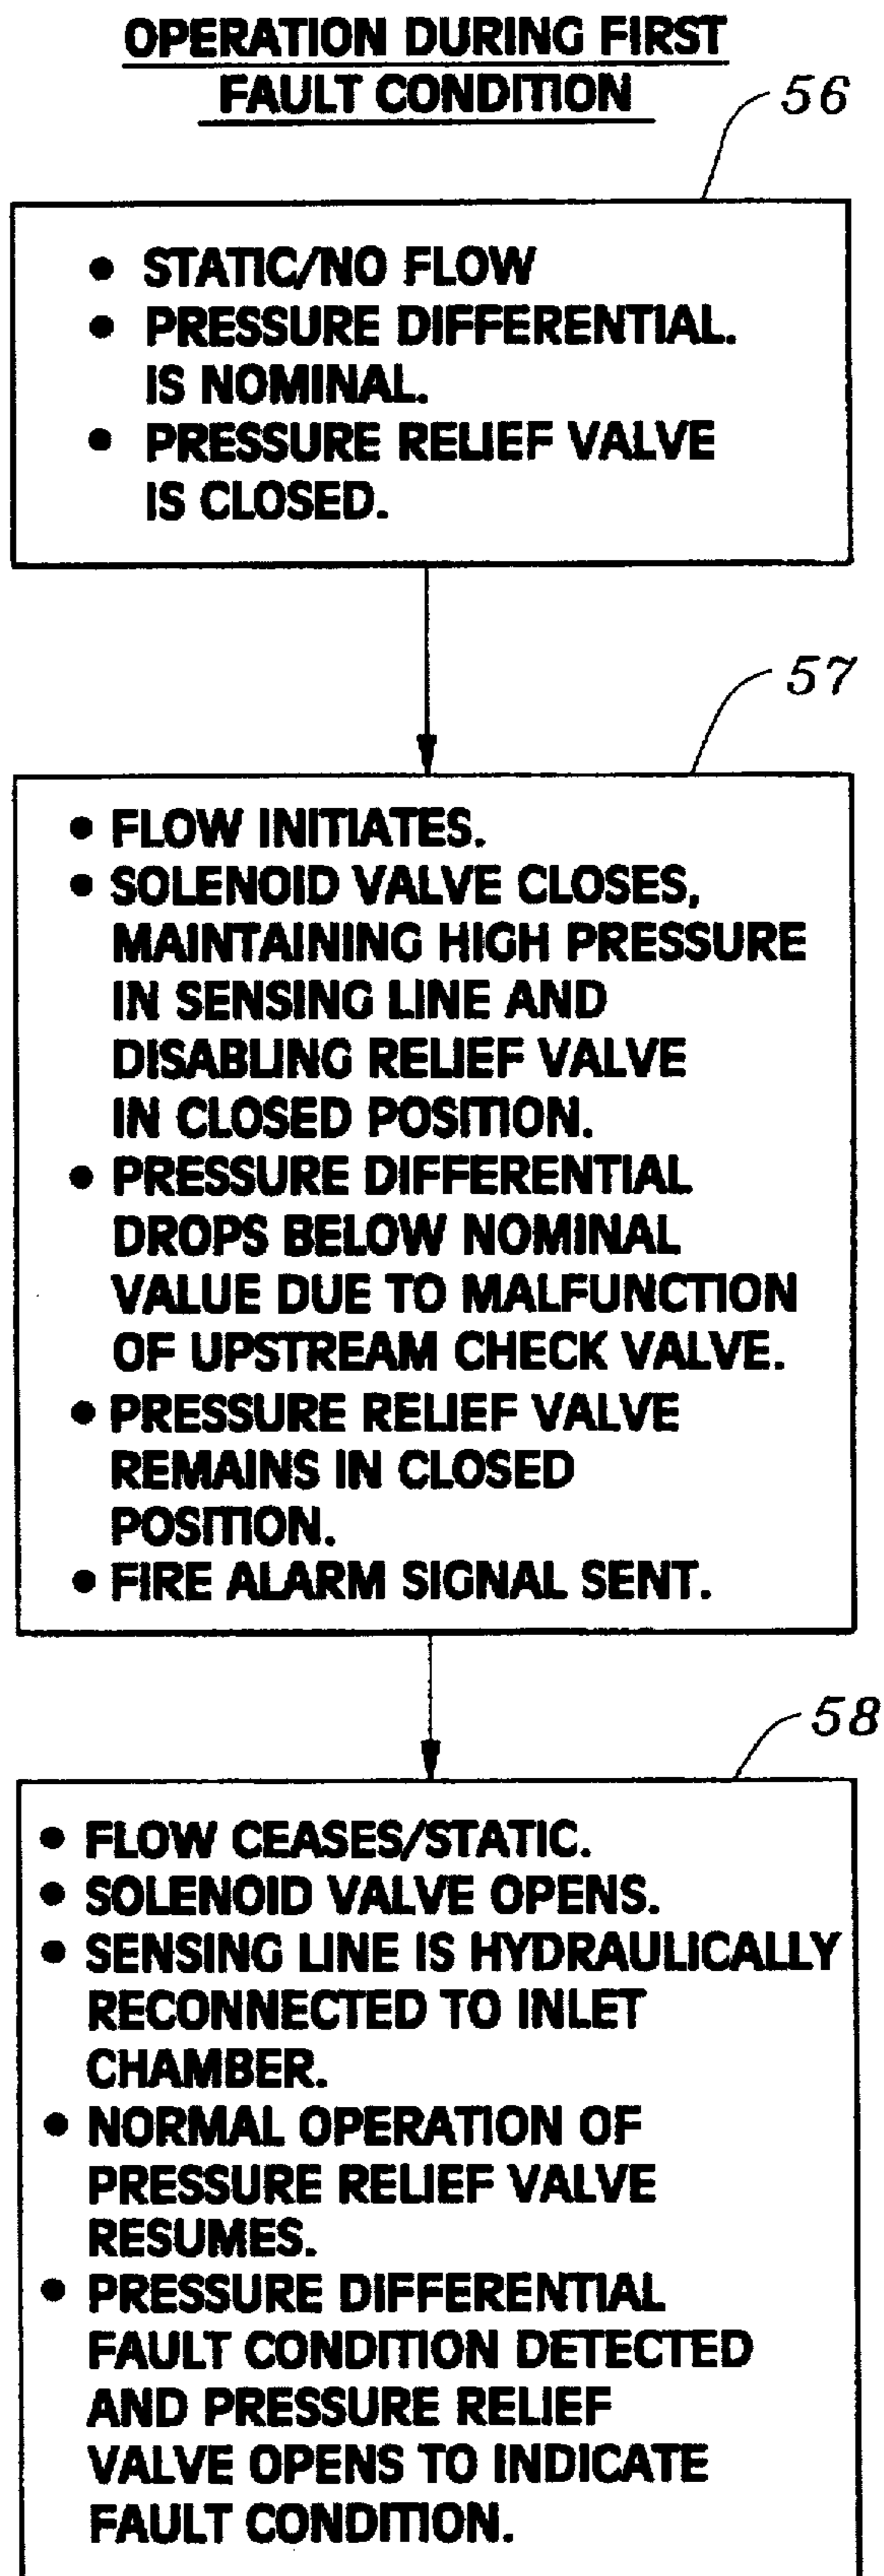 OPERATION DURING FIRST
FAULT CONDITION
56
• STATIC/NO FLOW
• PRESSURE DIFFERENTIAL.
IS NOMINAL.
• PRESSURE RELIEF VALVE
IS CLOSED.
57
• FLOW INITIATES.
• SOLENOID VALVE CLOSES,
MAINTAINING HIGH PRESSURE
IN SENSING LINE AND
DISABLING RELIEF VALVE
IN CLOSED POSITION.
• PRESSURE DIFFERENTIAL
DROPS BELOW NOMINAL
VALUE DUE TO MALFUNCTION
OF UPSTREAM CHECK VALVE.
• PRESSURE RELIEF VALVE
REMAINS IN CLOSED
POSITION.
• FIRE ALARM SIGNAL SENT.
58
• FLOW CEASES/STATIC.
• SOLENOID VALVE OPENS.
• SENSING LINE IS HYDRAULICALLY
RECONNECTED TO INLET
CHAMBER.
• NORMAL OPERATION OF
PRESSURE RELIEF VALVE
RESUMES.
• PRESSURE DIFFERENTIAL
FAULT CONDITION DETECTED
AND PRESSURE RELIEF
VALVE OPENS TO INDICATE
FAULT CONDITION.